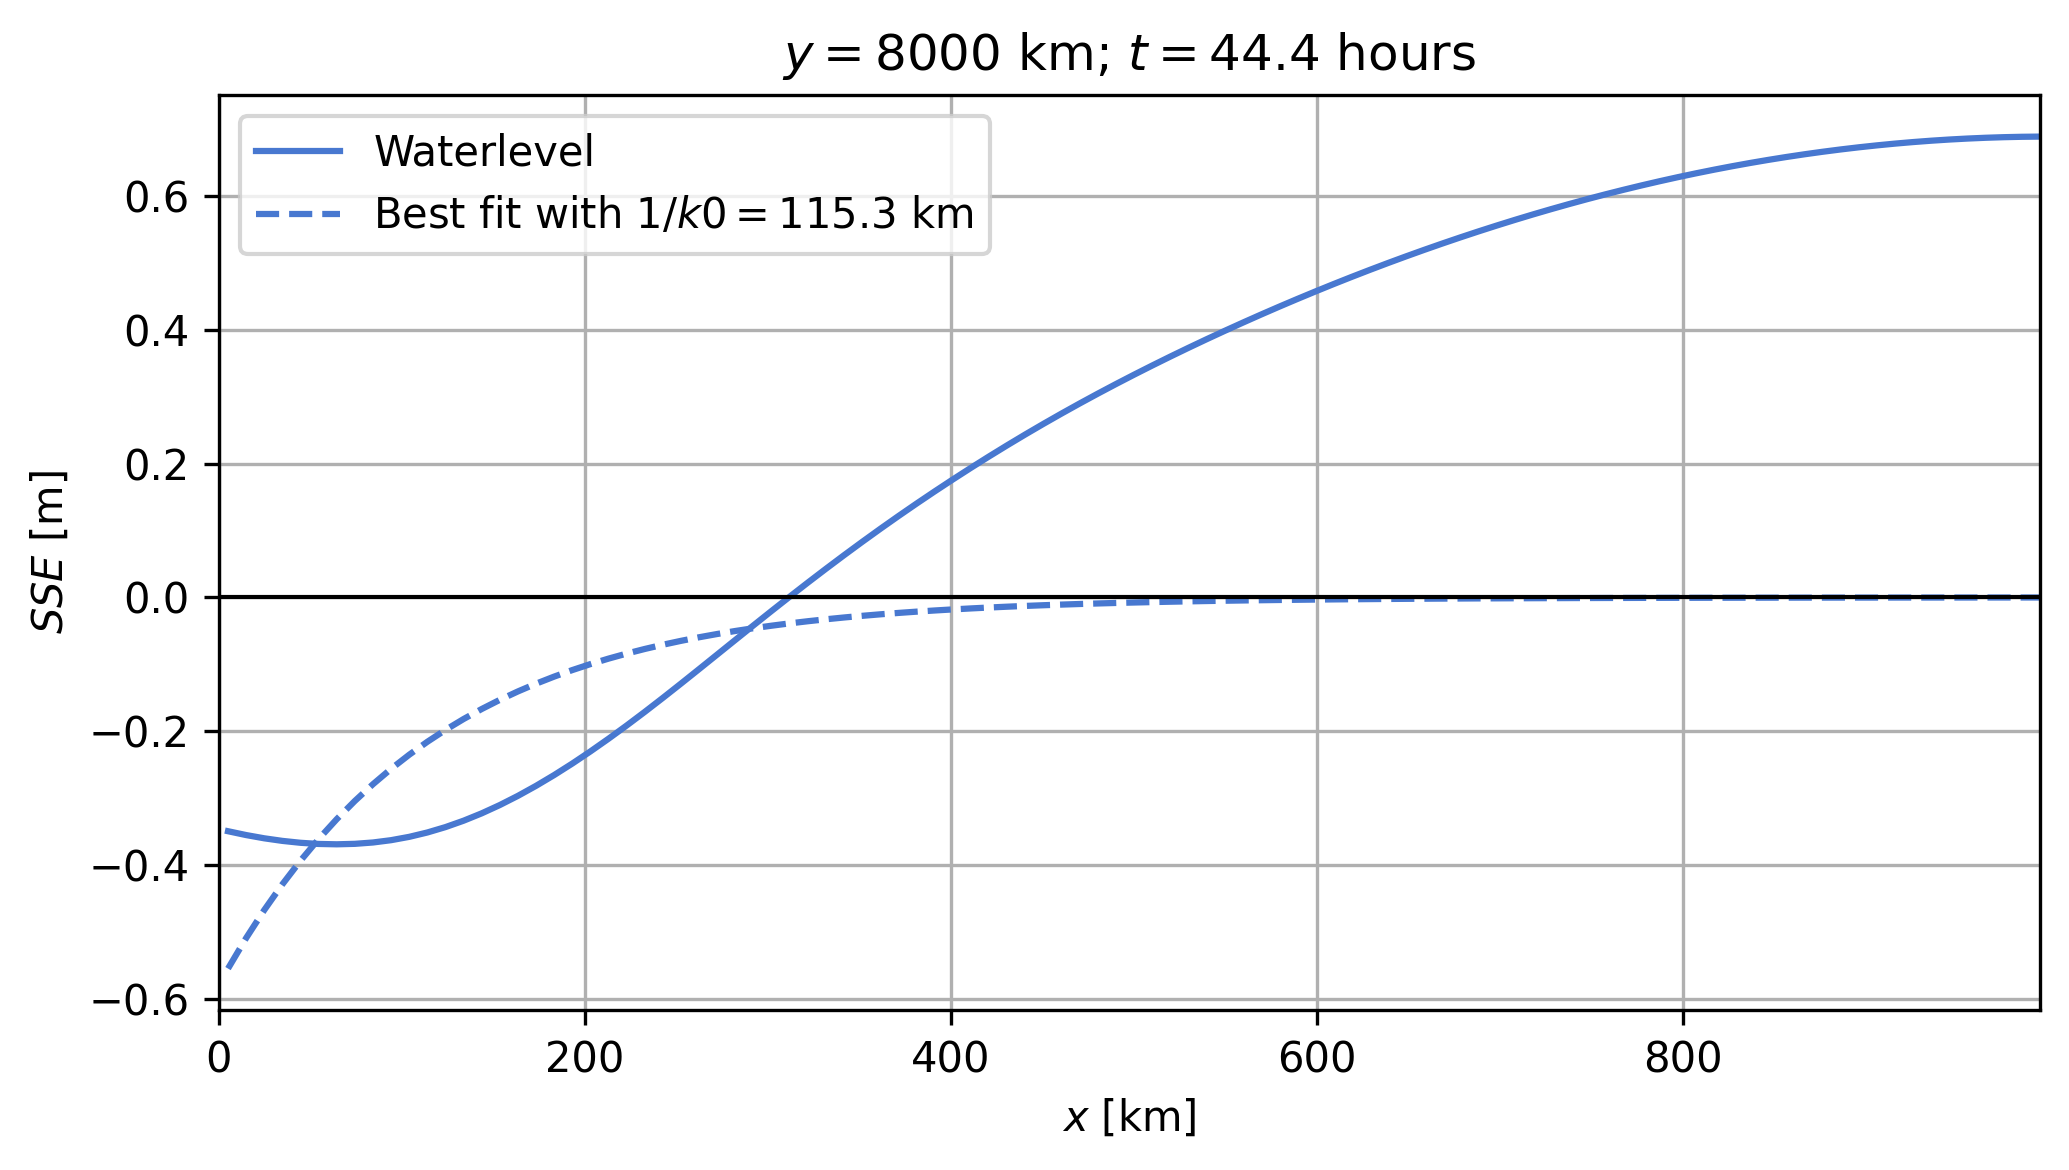 y = 8000 km; t = 44.4 hours
Waterlevel
Best fit with 1/k0 = 115.3 km
0.6
0.4
0.2
0.0
−0.2
−0.4
−0.6
SSE [m]
0 200 400 600 800
x [km]